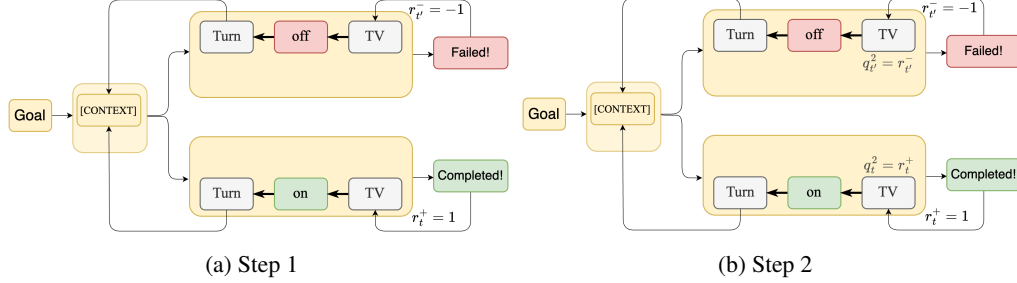 r_{t'}^- = -1
Turn off TV
Failed!
Goal
[CONTEXT]
Completed!
Turn on TV
r_t^+ = 1
(a) Step 1
r_{t'}^- = -1
Turn off TV
q_{t'}^2 = r_{t'}^-
Failed!
Goal
[CONTEXT]
q_t^2 = r_t^+
Completed!
Turn on TV
r_t^+ = 1
(b) Step 2